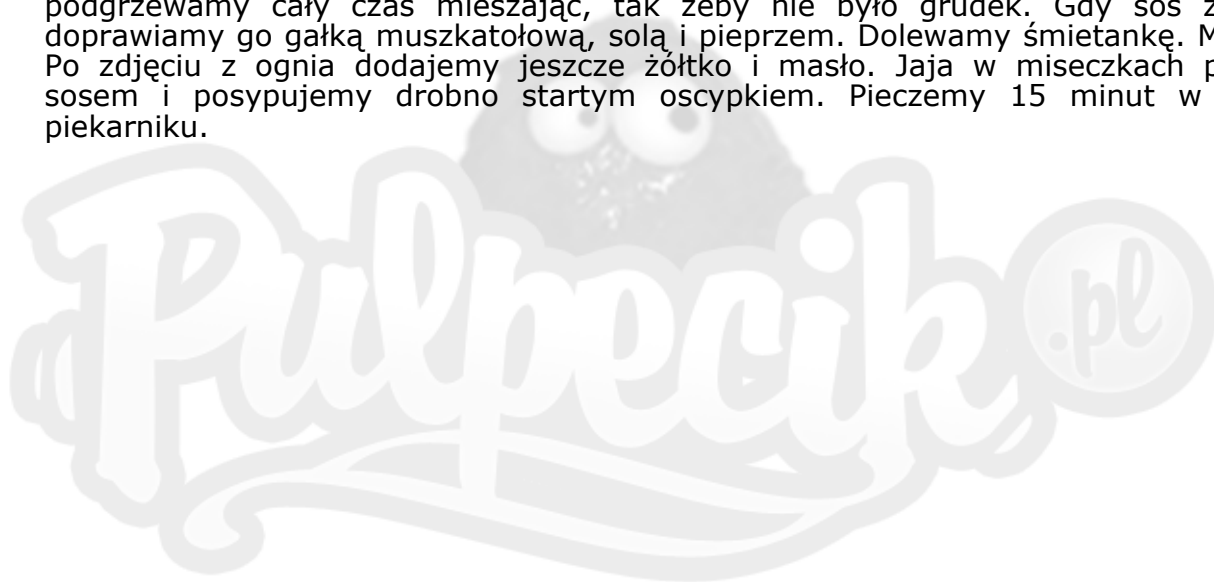 podgrzewamy cały czas mieszając, tak żeby nie było grudek. Gdy sos z
doprawiamy go gałką muszkatołową, solą i pieprzem. Dolewamy śmietankę. M
Po zdjęciu z ognia dodajemy jeszcze żółtko i masło. Jaja w miseczkach p
sosem i posypujemy drobno startym oscypkiem. Pieczemy 15 minut w
piekarniku.
Pulpecik.pl